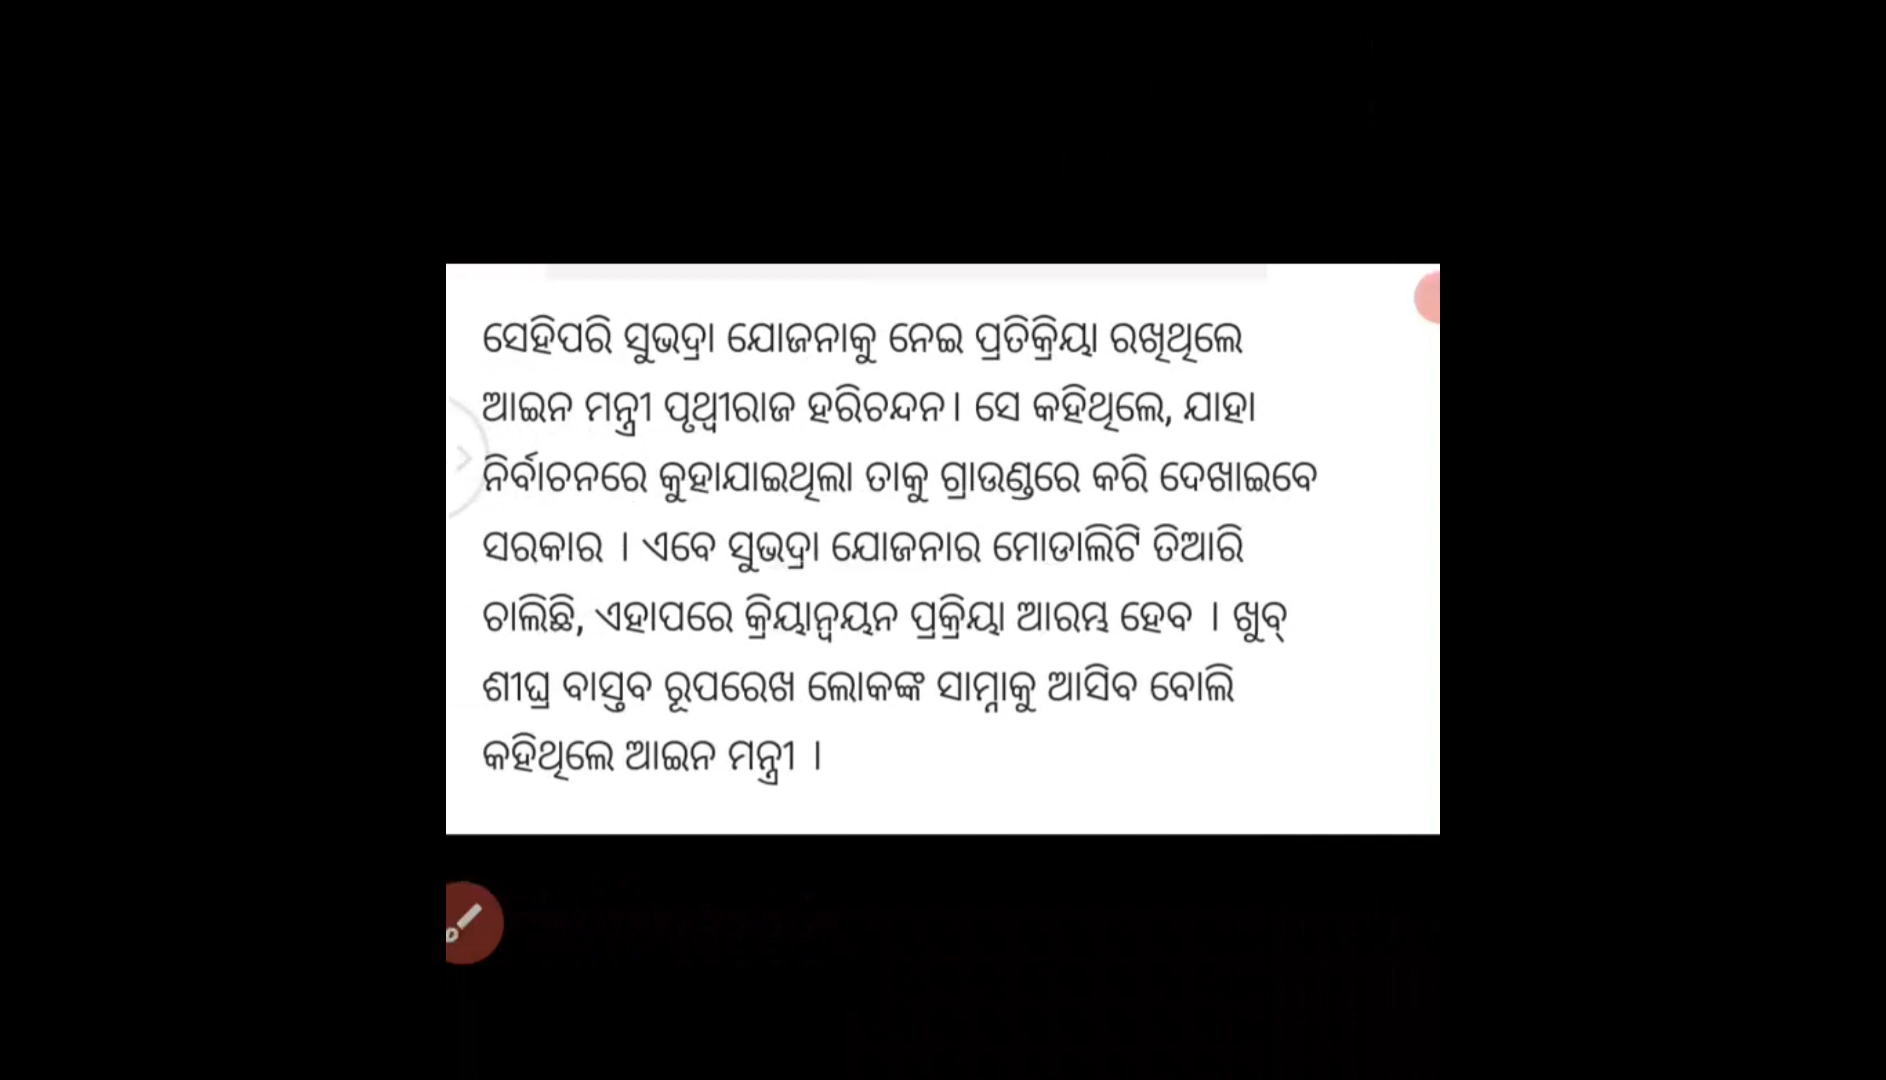 ସେହିପରି ସୁଭଦ୍ରା ଯୋଜନାକୁ ନେଇ ପ୍ରତିକ୍ରିୟା ରଖିଥିଲେ
ଆଇନ ମନ୍ତ୍ରୀ ପୃଥ୍ୱୀରାଜ ହରିଚନ୍ଦନ। ସେ କହିଥିଲେ, ଯାହା
ନିର୍ବାଚନରେ କୁହାଯାଇଥିଲା ତାକୁ ଗ୍ରାଉଣ୍ଡରେ କରି ଦେଖାଇବେ
ସରକାର । ଏବେ ସୁଭଦ୍ରା ଯୋଜନାର ମୋଡାଲିଟି ତିଆରି
ଚାଲିଛି, ଏହାପରେ କ୍ରିୟାନ୍ୱୟନ ପ୍ରକ୍ରିୟା ଆରମ୍ଭ ହେବ । ଖୁବ୍
ଶୀଘ୍ର ବାସ୍ତବ ରୂପରେଖ ଲୋକଙ୍କ ସାମ୍ନାକୁ ଆସିବ ବୋଲି
କହିଥିଲେ ଆଇନ ମନ୍ତ୍ରୀ ।